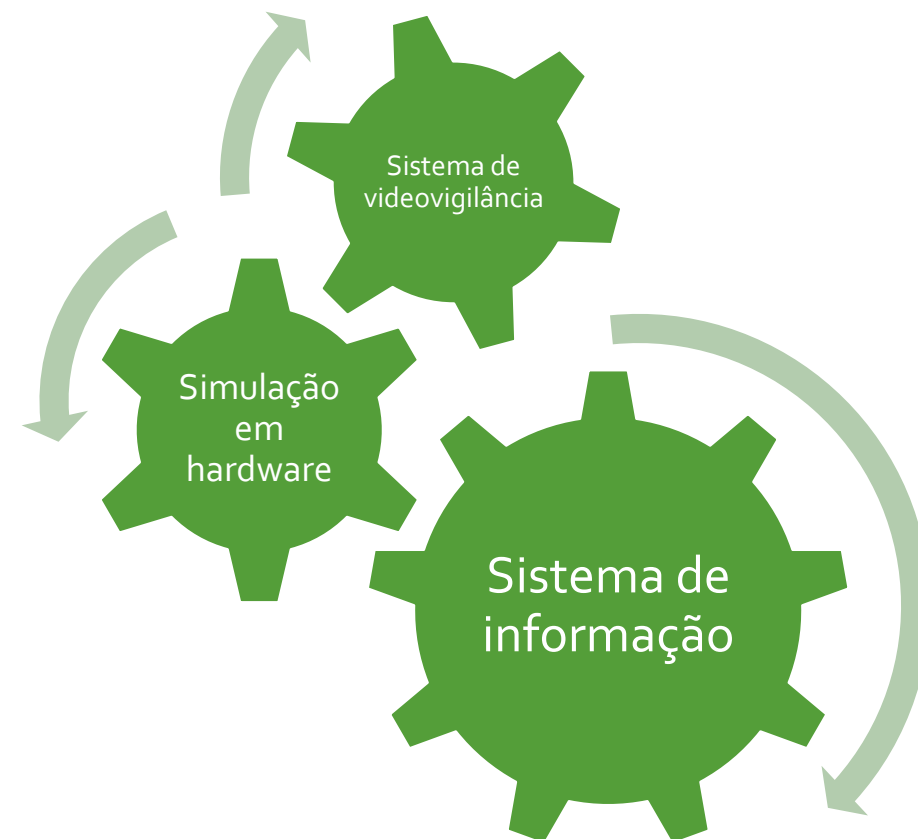 Sistema de
videovigilância
Simulação
em
hardware
Sistema de
informação